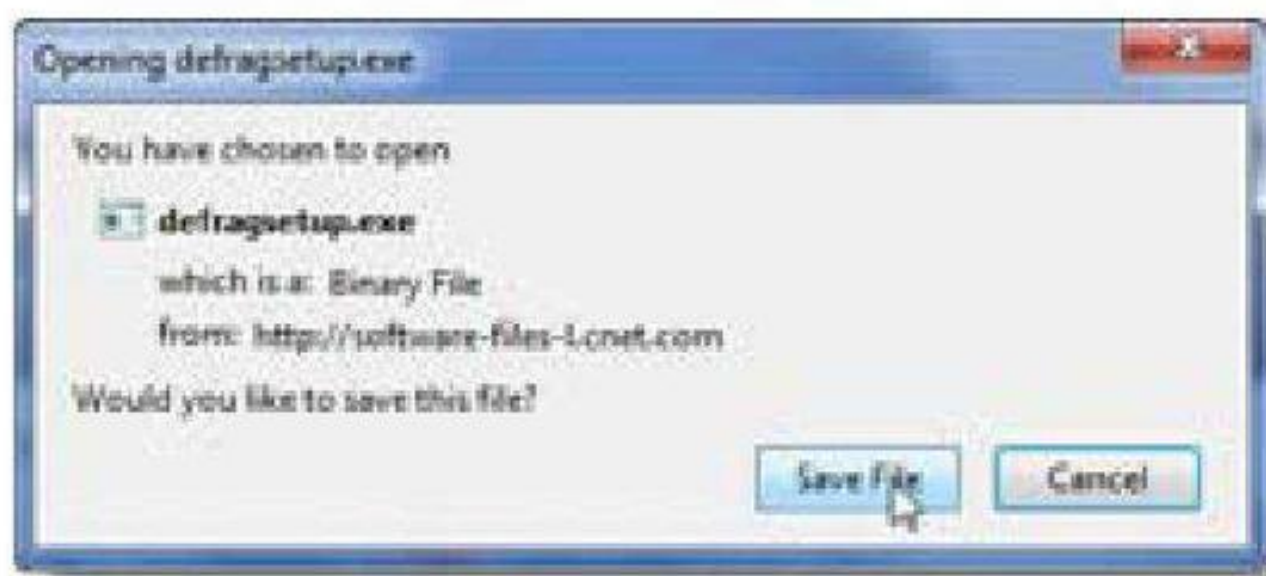 Opening defragsetup.exe
You have chosen to open
defragsetup.exe
which is a: Binary File
from: http://software-files-l.cnet.com
Would you like to save this file?
Save File
Cancel